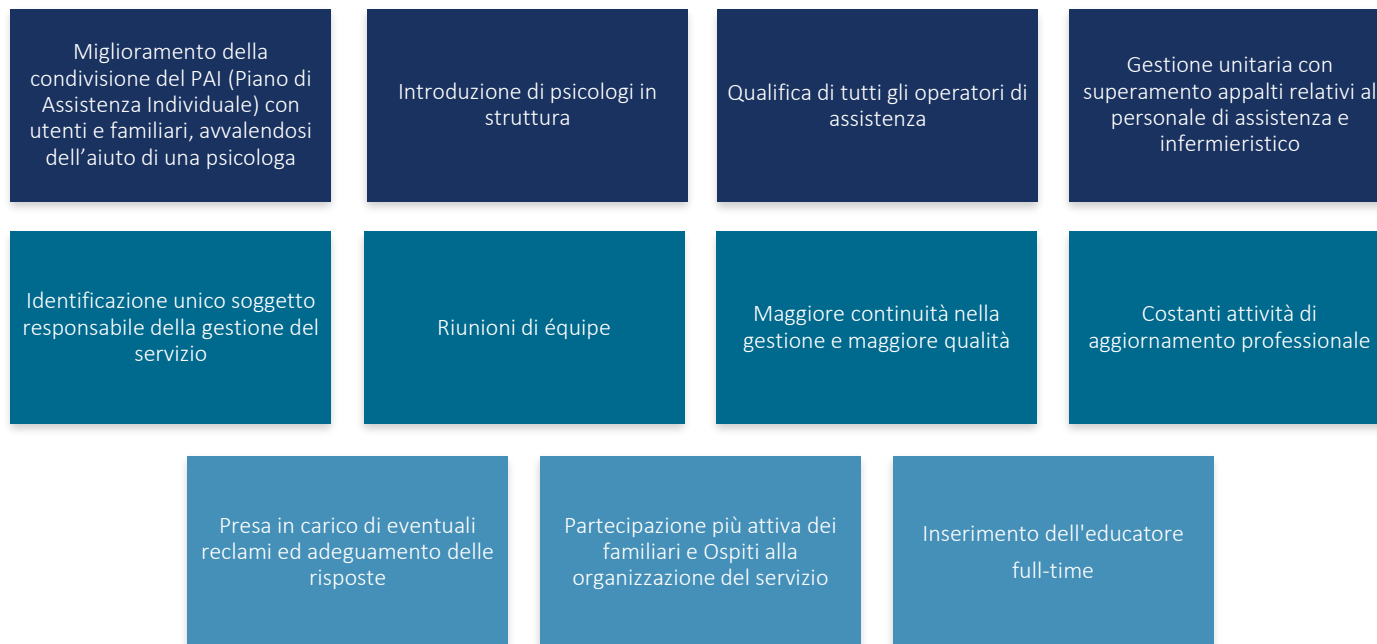 Miglioramento della
condivisione del PAI (Piano di
Assistenza Individuale) con
utenti e familiari, avvalendosi
dell’aiuto di una psicologa
Introduzione di psicologi in
struttura
Qualifica di tutti gli operatori di
assistenza
Gestione unitaria con
superamento appalti relativi al
personale di assistenza e
infermieristico
Identificazione unico soggetto
responsabile della gestione del
servizio
Riunioni di équipe
Maggiore continuità nella
gestione e maggiore qualità
Costanti attività di
aggiornamento professionale
Presa in carico di eventuali
reclami ed adeguamento delle
risposte
Partecipazione più attiva dei
familiari e Ospiti alla
organizzazione del servizio
Inserimento dell'educatore
full-time